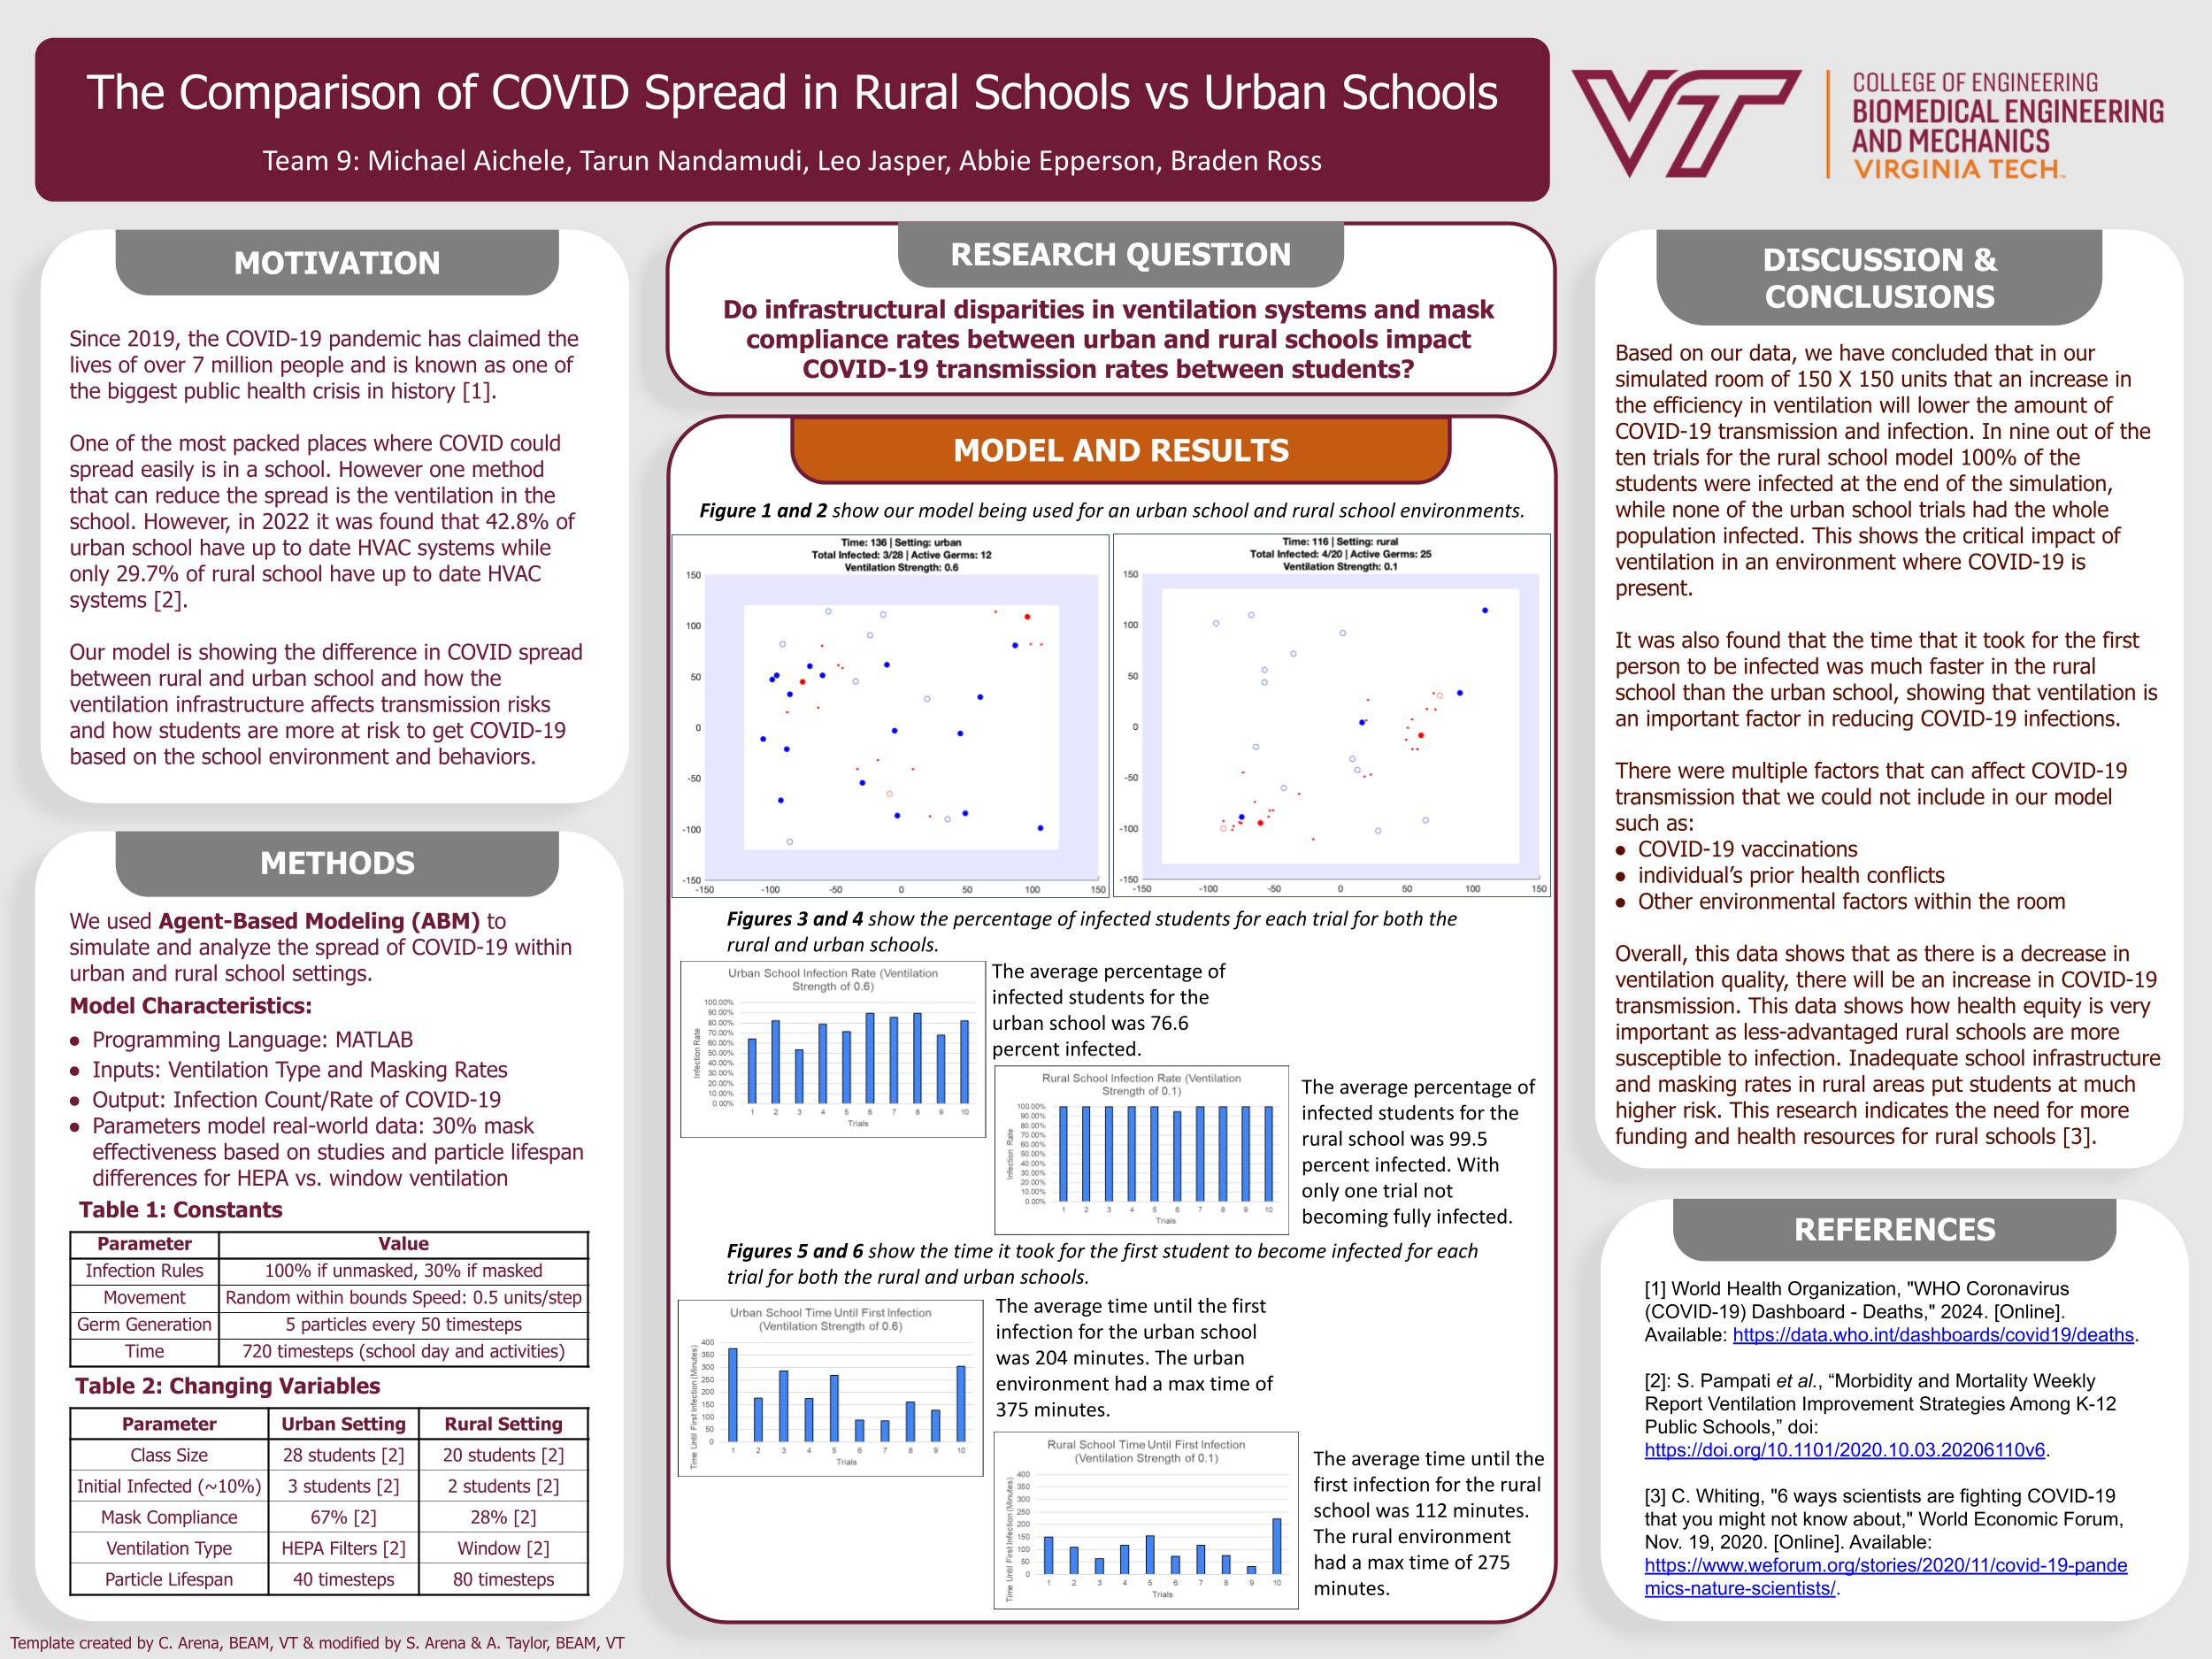 The Comparison of COVID Spread in Rural Schools vs Urban Schools
Team 9: Michael Aichele, Tarun Nandamudi, Leo Jasper, Abbie Epperson, Braden Ross
VT
COLLEGE OF ENGINEERING
BIOMEDICAL ENGINEERING
AND MECHANICS
VIRGINIA TECH™
MOTIVATION
Since 2019, the COVID-19 pandemic has claimed the
lives of over 7 million people and is known as one of
the biggest public health crisis in history [1].
One of the most packed places where COVID could
spread easily is in a school. However one method
that can reduce the spread is the ventilation in the
school. However, in 2022 it was found that 42.8% of
urban school have up to date HVAC systems while
only 29.7% of rural school have up to date HVAC
systems [2].
Our model is showing the difference in COVID spread
between rural and urban school and how the
ventilation infrastructure affects transmission risks
and how students are more at risk to get COVID-19
based on the school environment and behaviors.
METHODS
We used Agent-Based Modeling (ABM) to
simulate and analyze the spread of COVID-19 within
urban and rural school settings.
Model Characteristics:
● Programming Language: MATLAB
● Inputs: Ventilation Type and Masking Rates
● Output: Infection Count/Rate of COVID-19
● Parameters model real-world data: 30% mask
effectiveness based on studies and particle lifespan
differences for HEPA vs. window ventilation
Table 1: Constants
Parameter Value
Infection Rules 100% if unmasked, 30% if masked
Movement Random within bounds Speed: 0.5 units/step
Germ Generation 5 particles every 50 timesteps
Time 720 timesteps (school day and activities)
Table 2: Changing Variables
Parameter Urban Setting Rural Setting
Class Size 28 students [2] 20 students [2]
Initial Infected (~10%) 3 students [2] 2 students [2]
Mask Compliance 67% [2] 28% [2]
Ventilation Type HEPA Filters [2] Window [2]
Particle Lifespan 40 timesteps 80 timesteps
Template created by C. Arena, BEAM, VT & modified by S. Arena & A. Taylor, BEAM, VT
RESEARCH QUESTION
Do infrastructural disparities in ventilation systems and mask
compliance rates between urban and rural schools impact
COVID-19 transmission rates between students?
MODEL AND RESULTS
Figure 1 and 2 show our model being used for an urban school and rural school environments.
Time: 136 | Setting: urban
Total Infected: 3/28 | Active Germs: 12
Ventilation Strength: 0.6
150
100
50
0
-50
-100
-150
-150 -100 -50 0 50 100 150
Time: 116 | Setting: rural
Total Infected: 4/20 | Active Germs: 25
Ventilation Strength: 0.1
150
100
50
0
-50
-100
-150
-150 -100 -50 0 50 100 150
Figures 3 and 4 show the percentage of infected students for each trial for both the
rural and urban schools.
Urban School Infection Rate (Ventilation
Strength of 0.6)
Infection Rate
100.00%
90.00%
80.00%
70.00%
60.00%
50.00%
40.00%
30.00%
20.00%
10.00%
0.00%
1 2 3 4 5 6 7 8 9 10
Trials
The average percentage of
infected students for the
urban school was 76.6
percent infected.
Rural School Infection Rate (Ventilation
Strength of 0.1)
Infection Rate
100.00%
90.00%
80.00%
70.00%
60.00%
50.00%
40.00%
30.00%
20.00%
10.00%
0.00%
1 2 3 4 5 6 7 8 9 10
Trials
The average percentage of
infected students for the
rural school was 99.5
percent infected. With
only one trial not
becoming fully infected.
Figures 5 and 6 show the time it took for the first student to become infected for each
trial for both the rural and urban schools.
Urban School Time Until First Infection
(Ventilation Strength of 0.6)
Time Until First Infection (Minutes)
400
350
300
250
200
150
100
50
0
1 2 3 4 5 6 7 8 9 10
Trials
The average time until the first
infection for the urban school
was 204 minutes. The urban
environment had a max time of
375 minutes.
Rural School Time Until First Infection
(Ventilation Strength of 0.1)
Time Until First Infection (Minutes)
400
350
300
250
200
150
100
50
0
1 2 3 4 5 6 7 8 9 10
Trials
The average time until the
first infection for the rural
school was 112 minutes.
The rural environment
had a max time of 275
minutes.
DISCUSSION &
CONCLUSIONS
Based on our data, we have concluded that in our
simulated room of 150 X 150 units that an increase in
the efficiency in ventilation will lower the amount of
COVID-19 transmission and infection. In nine out of the
ten trials for the rural school model 100% of the
students were infected at the end of the simulation,
while none of the urban school trials had the whole
population infected. This shows the critical impact of
ventilation in an environment where COVID-19 is
present.
It was also found that the time that it took for the first
person to be infected was much faster in the rural
school than the urban school, showing that ventilation is
an important factor in reducing COVID-19 infections.
There were multiple factors that can affect COVID-19
transmission that we could not include in our model
such as:
● COVID-19 vaccinations
● individual’s prior health conflicts
● Other environmental factors within the room
Overall, this data shows that as there is a decrease in
ventilation quality, there will be an increase in COVID-19
transmission. This data shows how health equity is very
important as less-advantaged rural schools are more
susceptible to infection. Inadequate school infrastructure
and masking rates in rural areas put students at much
higher risk. This research indicates the need for more
funding and health resources for rural schools [3].
REFERENCES
[1] World Health Organization, "WHO Coronavirus
(COVID-19) Dashboard - Deaths," 2024. [Online].
Available: https://data.who.int/dashboards/covid19/deaths.
[2]: S. Pampati et al., “Morbidity and Mortality Weekly
Report Ventilation Improvement Strategies Among K-12
Public Schools,” doi:
https://doi.org/10.1101/2020.10.03.20206110v6.
[3] C. Whiting, "6 ways scientists are fighting COVID-19
that you might not know about," World Economic Forum,
Nov. 19, 2020. [Online]. Available:
https://www.weforum.org/stories/2020/11/covid-19-pande
mics-nature-scientists/.